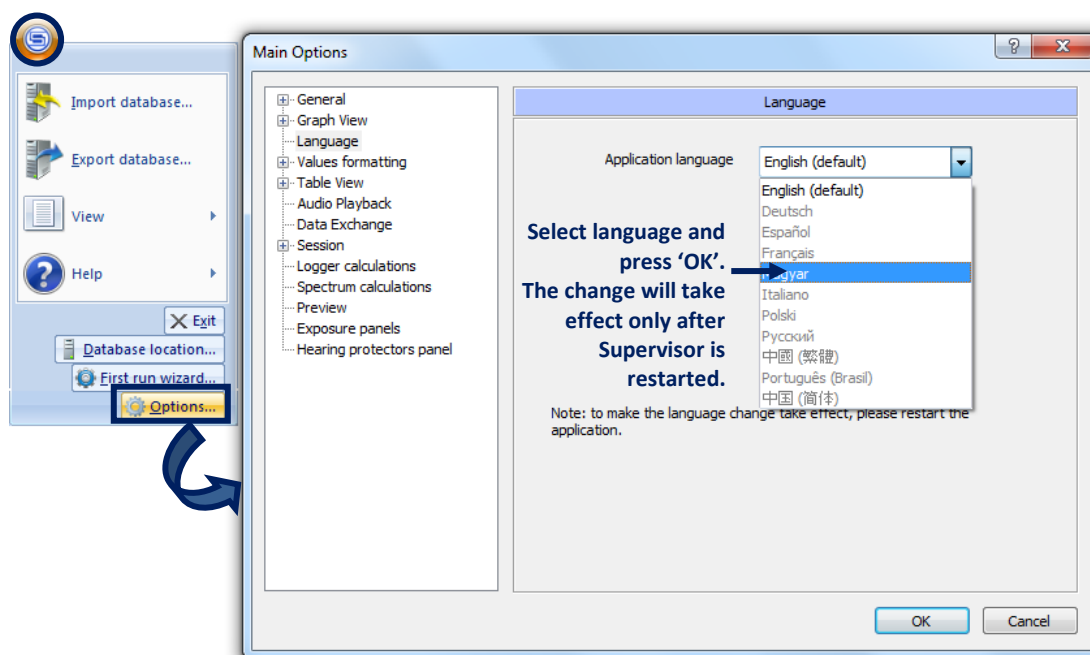 Import database...
Export database...
View
Help
Exit
Database location...
First run wizard...
Options...
Main Options
General
Graph View
Language
Values formatting
Table View
Audio Playback
Data Exchange
Session
Logger calculations
Spectrum calculations
Preview
Exposure panels
Hearing protectors panel
Language
Application language
English (default)
English (default)
Deutsch
Español
Français
Magyar
Italiano
Polski
Русский
中國 (繁體)
Português (Brasil)
中国 (简体)
Select language and
press ‘OK’.
The change will take
effect only after
Supervisor is
restarted.
Note: to make the language change take effect, please restart the
application.
OK
Cancel